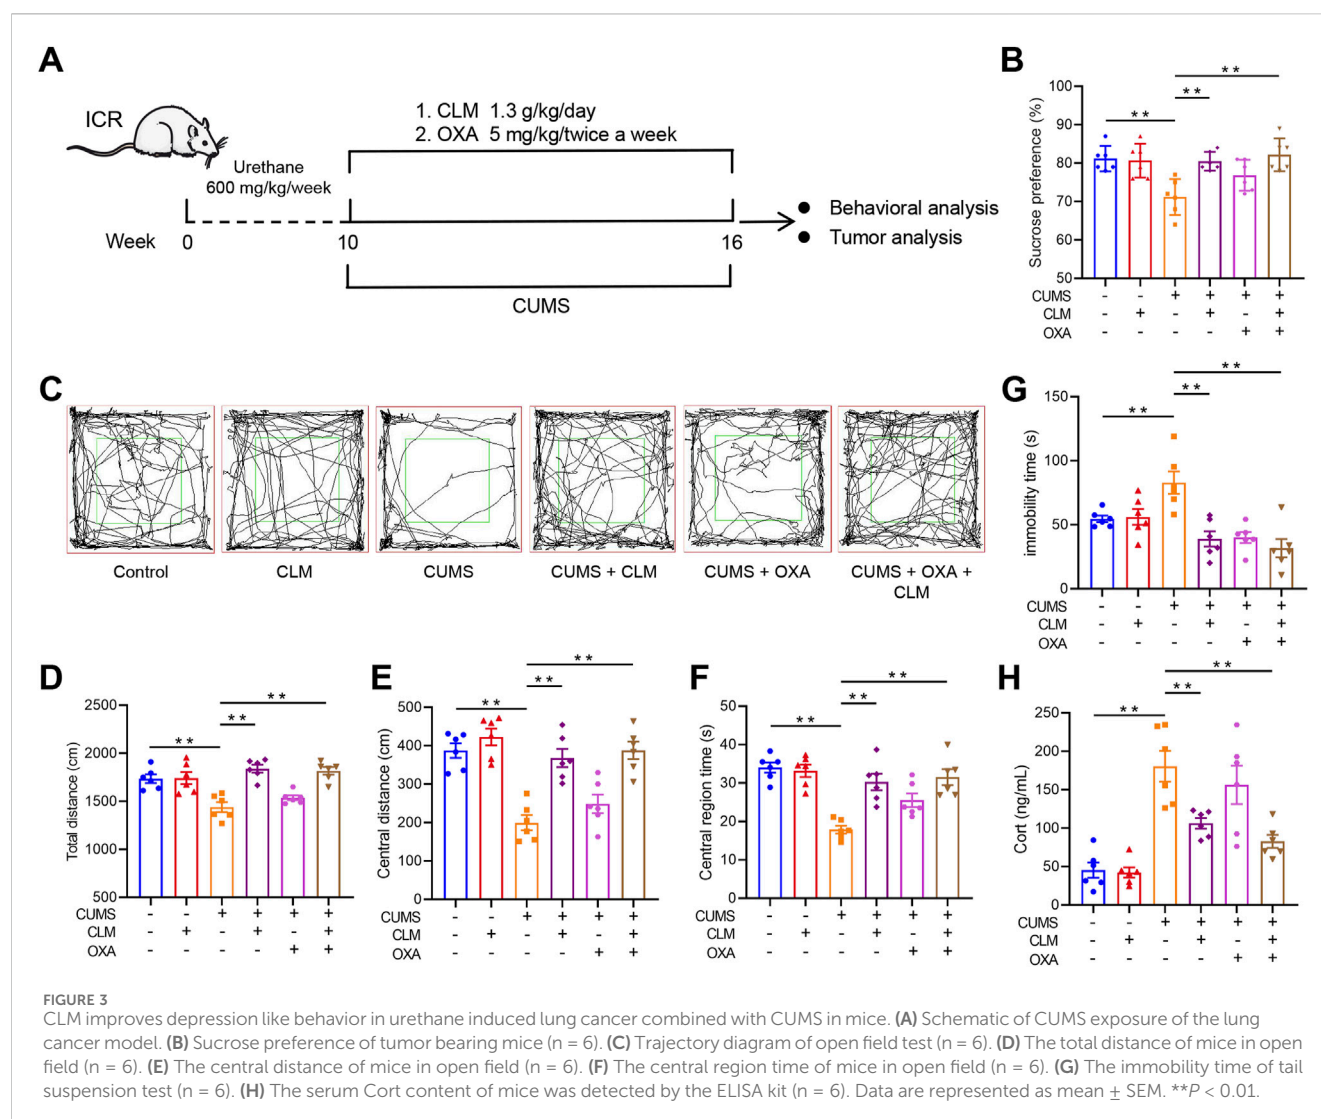 A
ICR
Urethane
600 mg/kg/week
1. CLM 1.3 g/kg/day
2. OXA 5 mg/kg/twice a week
Week 0 10 16
CUMS
● Behavioral analysis
● Tumor analysis
B
Sucrose preference (%)
100
90
80
70
60
50
** ** **
CUMS - - + + + +
CLM - + - + - +
OXA - - - - + +
C
Control CLM CUMS CUMS + CLM CUMS + OXA CUMS + OXA +
CLM
G
immobility time (s)
150
100
50
0
** ** **
CUMS - - + + + +
CLM - + - + - +
OXA - - - - + +
D
Total distance (cm)
2500
2000
1500
1000
500
** ** **
CUMS - - + + + +
CLM - + - + - +
OXA - - - - + +
E
Central distance (cm)
500
400
300
200
100
0
** ** **
CUMS - - + + + +
CLM - + - + - +
OXA - - - - + +
F
Central region time (s)
50
40
30
20
10
0
** ** **
CUMS - - + + + +
CLM - + - + - +
OXA - - - - + +
H
Cort (ng/mL)
250
200
150
100
50
0
** ** **
CUMS - - + + + +
CLM - + - + - +
OXA - - - - + +
FIGURE 3
CLM improves depression like behavior in urethane induced lung cancer combined with CUMS in mice. (A) Schematic of CUMS exposure of the lung
cancer model. (B) Sucrose preference of tumor bearing mice (n = 6). (C) Trajectory diagram of open field test (n = 6). (D) The total distance of mice in open
field (n = 6). (E) The central distance of mice in open field (n = 6). (F) The central region time of mice in open field (n = 6). (G) The immobility time of tail
suspension test (n = 6). (H) The serum Cort content of mice was detected by the ELISA kit (n = 6). Data are represented as mean ± SEM. **P < 0.01.